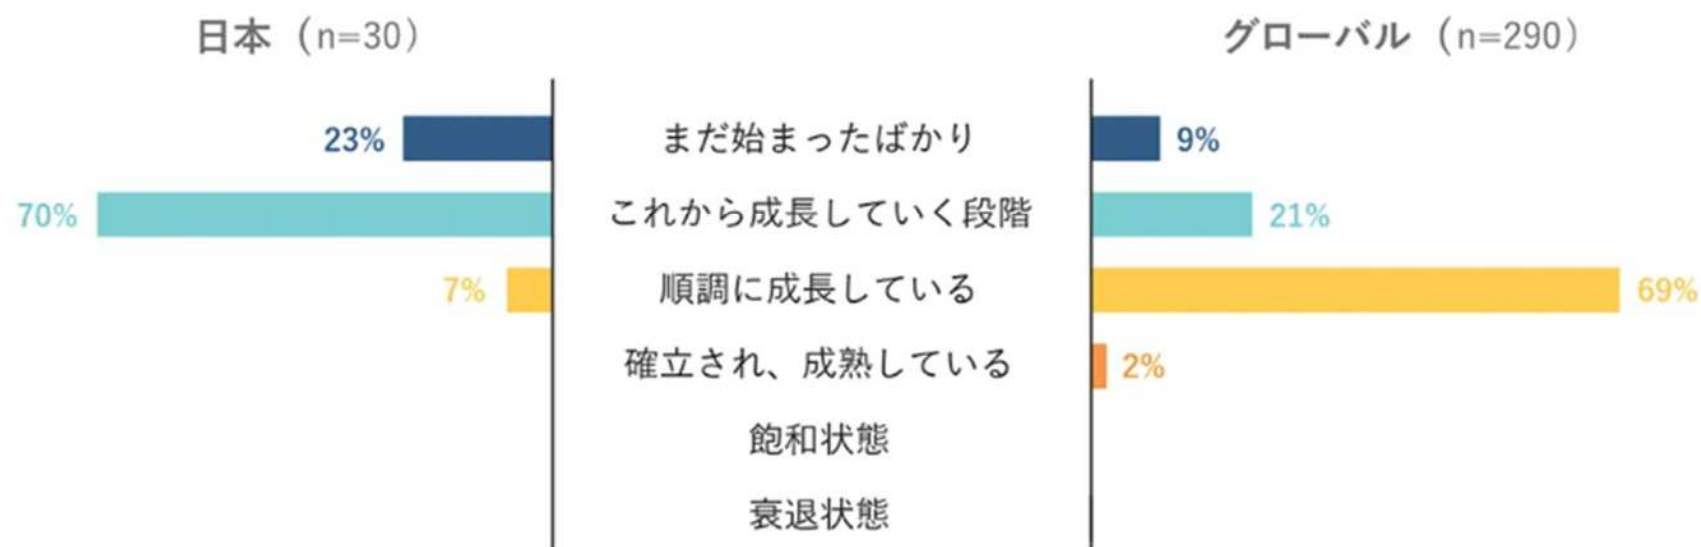 日本（n=30）
グローバル（n=290）
23% まだ始まったばかり 9%
70% これから成長していく段階 21%
7% 順調に成長している 69%
確立され、成熟している 2%
飽和状態
衰退状態